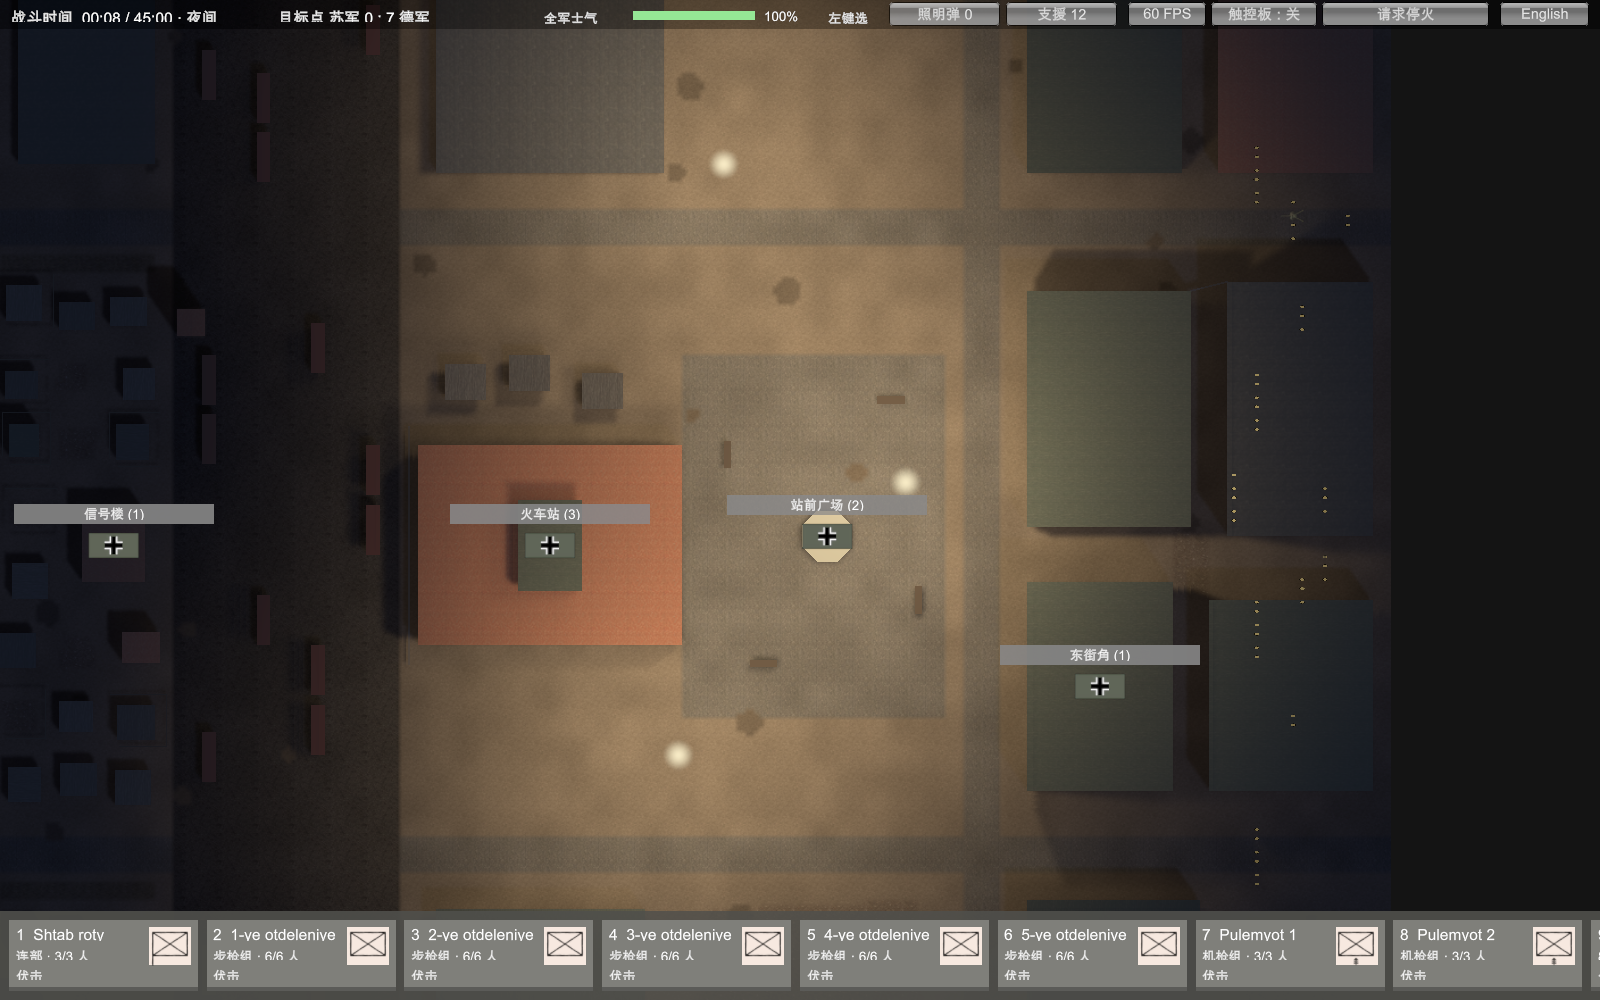 战斗时间 00:08 / 45:00 · 夜间
目标点 苏军 0 : 7 德军
全军士气
100%
左键选
照明弹 0
支援 12
60 FPS
触控板：关
请求停火
English
信号楼 (1)
火车站 (3)
站前广场 (2)
东街角 (1)
1 Shtab roty
连部 · 3/3 人
伏击
2 1-ye otdeleniye
步枪组 · 6/6 人
伏击
3 2-ye otdeleniye
步枪组 · 6/6 人
伏击
4 3-ye otdeleniye
步枪组 · 6/6 人
伏击
5 4-ye otdeleniye
步枪组 · 6/6 人
伏击
6 5-ye otdeleniye
步枪组 · 6/6 人
伏击
7 Pulemyot 1
机枪组 · 3/3 人
伏击
8 Pulemyot 2
机枪组 · 3/3 人
伏击